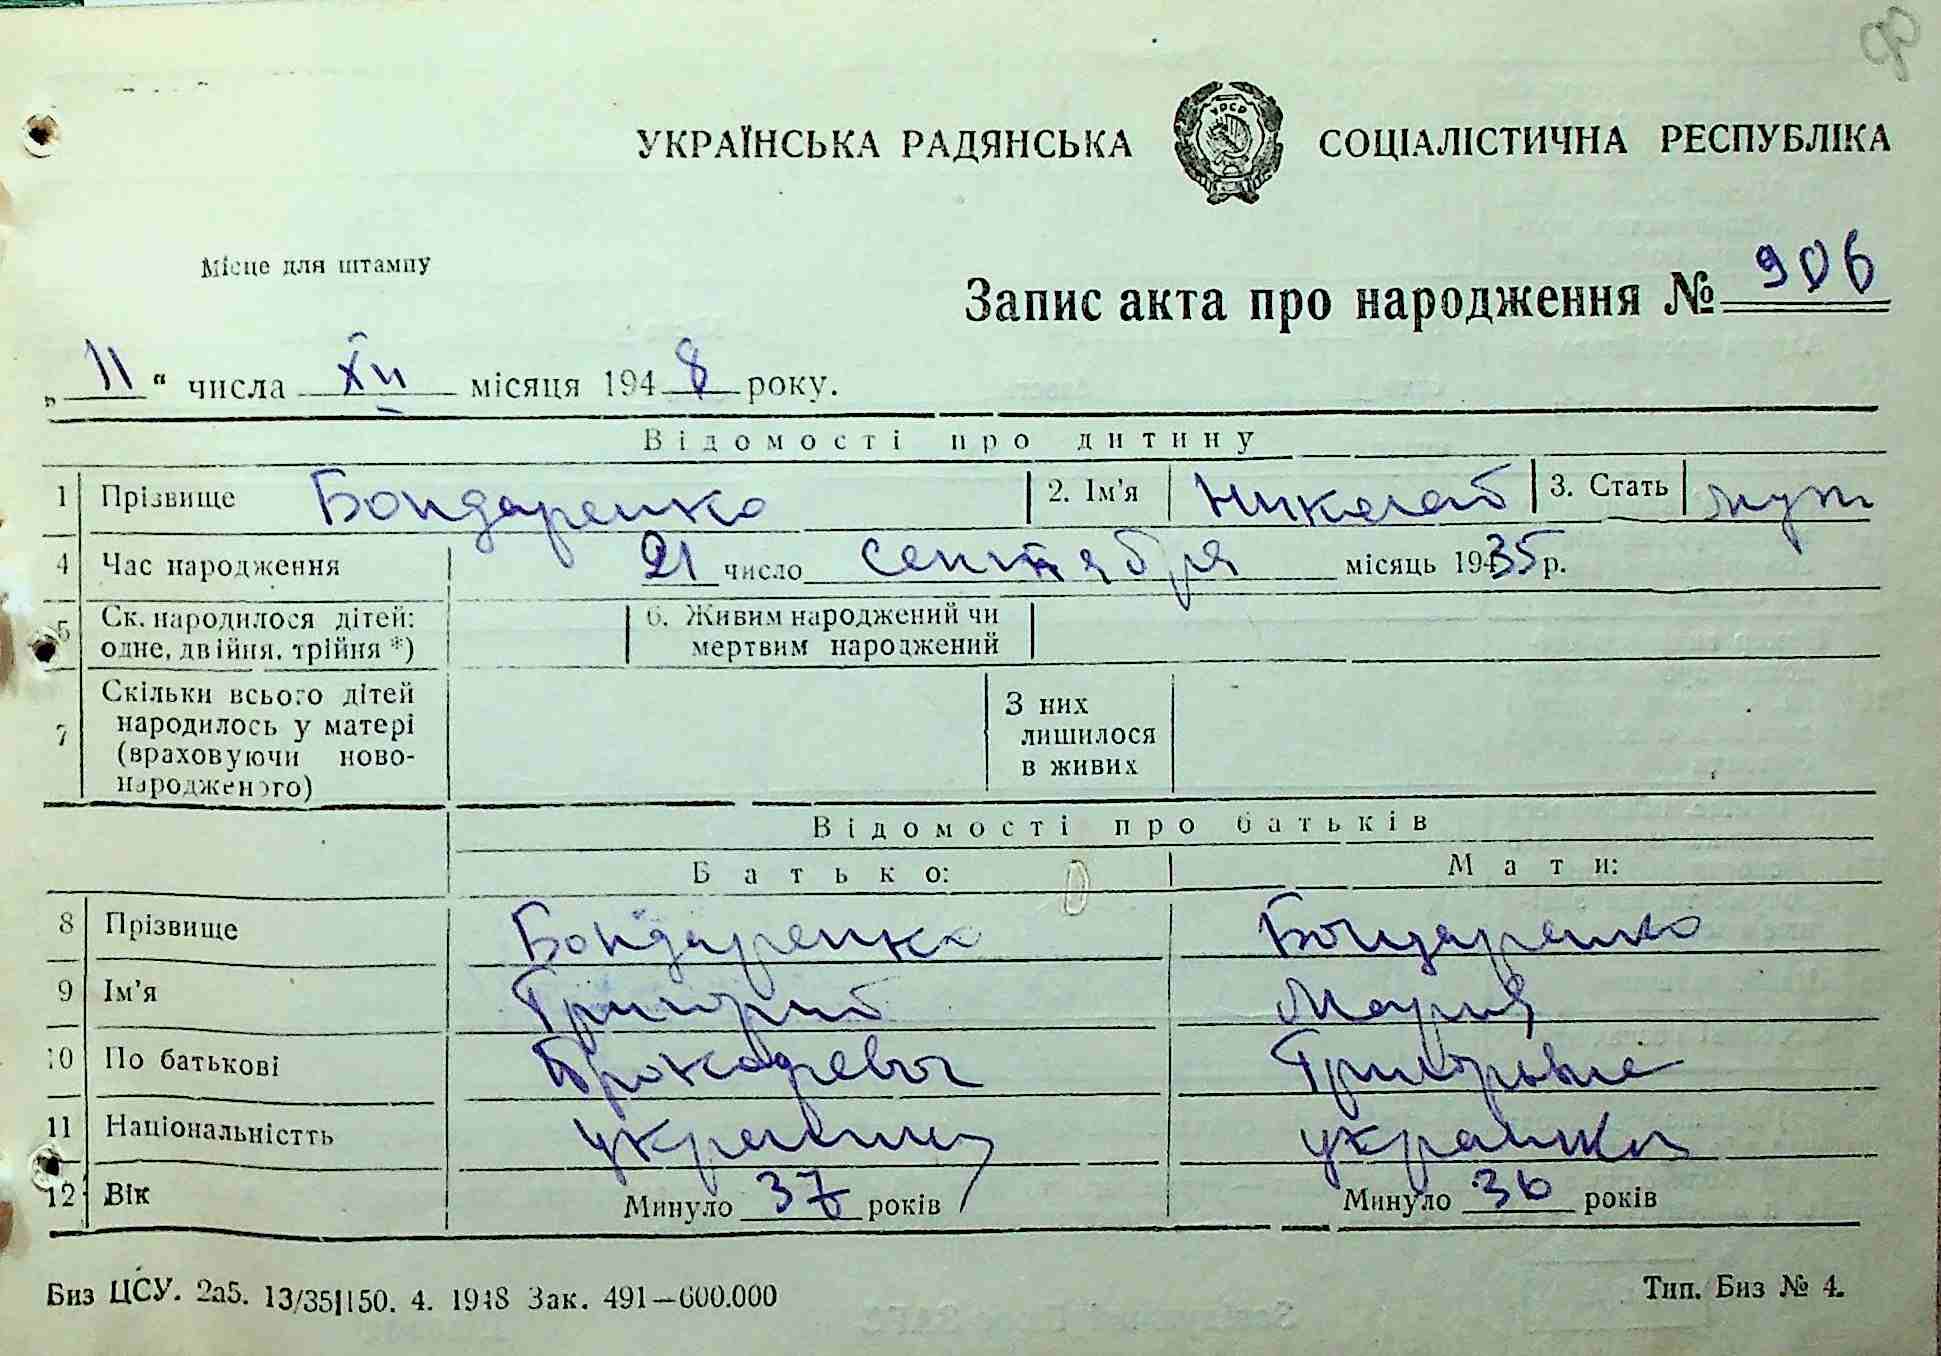 УКРАЇНСЬКА РАДЯНСЬКА СОЦІАЛІСТИЧНА РЕСПУБЛІКА
УРСР
Місце для штампу
Запис акта про народження № 906
„ 11 “ числа XII місяця 1948 року.
Відомості про дитину
1 Прізвище Бондаренко 2. Ім'я Николай 3. Стать муж
4 Час народження 21 число сентября місяць 1935 р.
5 Ск. народилося дітей: 6. Живим народжений чи
одне, двійня, трійня *) мертвим народжений
7 Скільки всього дітей народилось у матері (враховуючи ново-народженого) З них лишилося в живих
Відомості про батьків
Батько: Мати:
8 Прізвище Бондаренко Бондаренко
9 Ім'я Григорий Мария
10 По батькові Григорьевна
11 Національністть украинец украинка
12 Вік Минуло 37 років Минуло 36 років
Биз ЦСУ. 2а5. 13/35|150. 4. 1948 Зак. 491—600.000 Тип. Биз № 4.